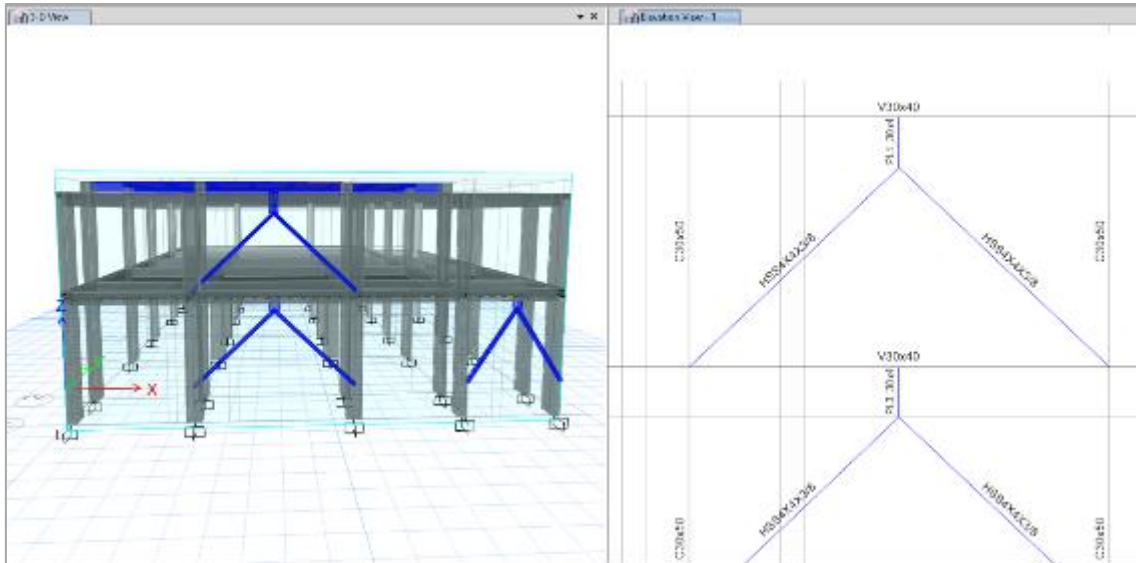 3-D View
Elevation View - 1
V30x40
C30x50
HSS4X4X3/8
HSS4X4X3/8
C30x50
V30x40
HSS4X4X3/8
HSS4X4X3/8
C30x50
C30x50
Z
X